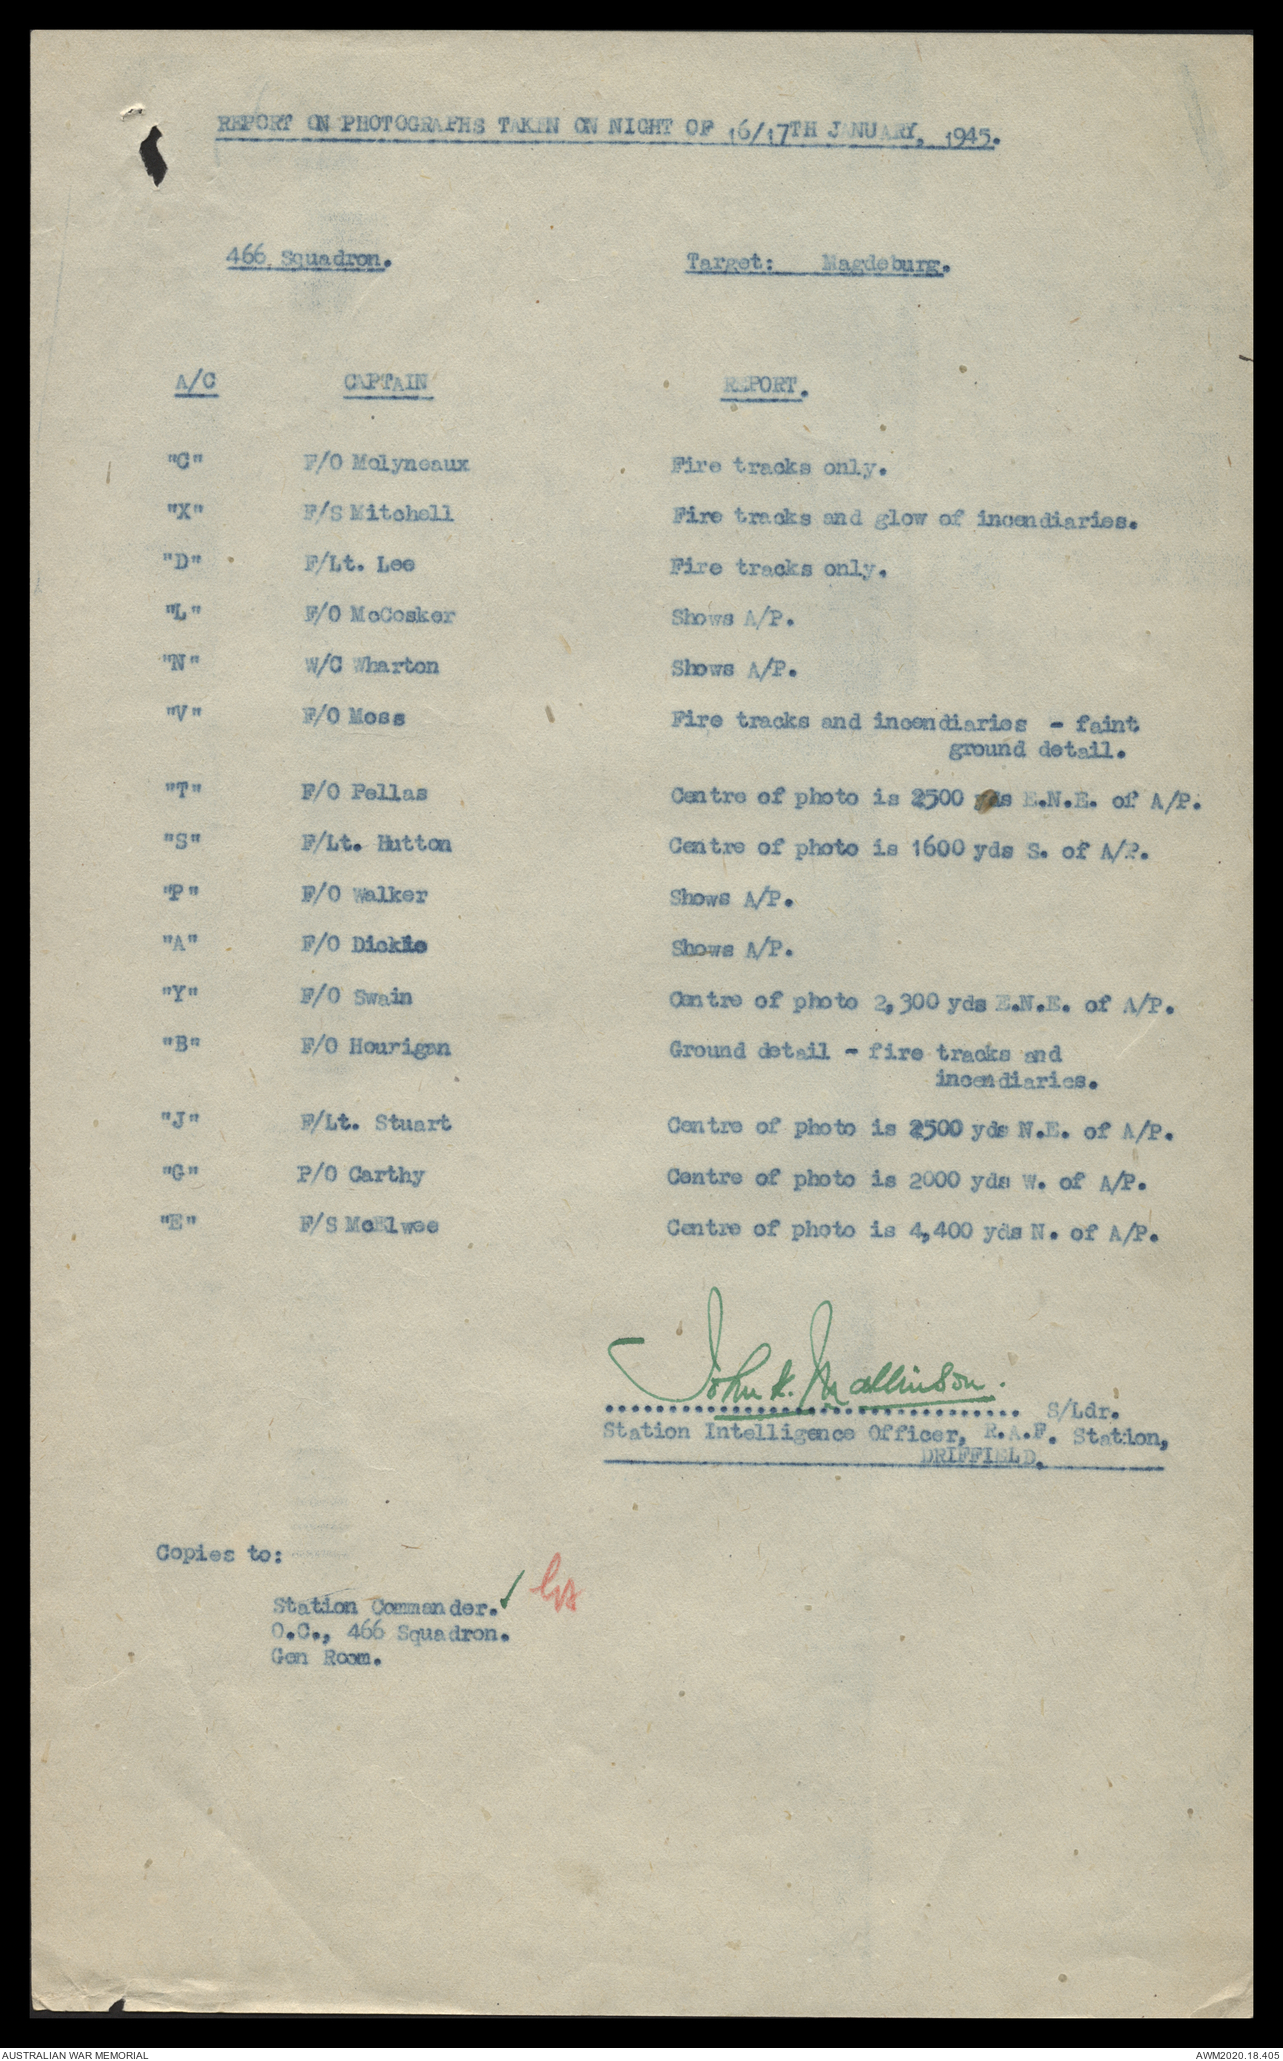 REPORT ON PHOTOGRAPHS TAKEN ON NIGHT OF 16/17TH JANUARY, 1945.
466 Squadron. Target: Magdeburg.
A/C CAPTAIN REPORT.
"C" F/O Molyneaux Fire tracks only.
"X" F/S Mitchell Fire tracks and glow of incendiaries.
"D" F/Lt. Lee Fire tracks only.
"L" F/O McCosker Shows A/P.
"N" W/C Wharton Shows A/P.
"V" F/O Moss Fire tracks and incendiaries - faint
ground detail.
"T" F/O Pellas Centre of photo is 2500 yds E.N.E. of A/P.
"S" F/Lt. Hutton Centre of photo is 1600 yds S. of A/P.
"P" F/O Walker Shows A/P.
"A" F/O Dickie Shows A/P.
"Y" F/O Swain Centre of photo 2,300 yds E.N.E. of A/P.
"B" F/O Hourigan Ground detail - fire tracks and
incendiaries.
"J" F/Lt. Stuart Centre of photo is 2500 yds N.E. of A/P.
"G" P/O Carthy Centre of photo is 2000 yds W. of A/P.
"E" F/S McElwee Centre of photo is 4,400 yds N. of A/P.
John K. Mallinson.
................................. S/Ldr.
Station Intelligence Officer, R.A.F. Station,
DRIFFIELD.
Copies to:
Station Commander. ✓
O.C., 466 Squadron.
Gen Room.
AUSTRALIAN WAR MEMORIAL AWM2020.18.405